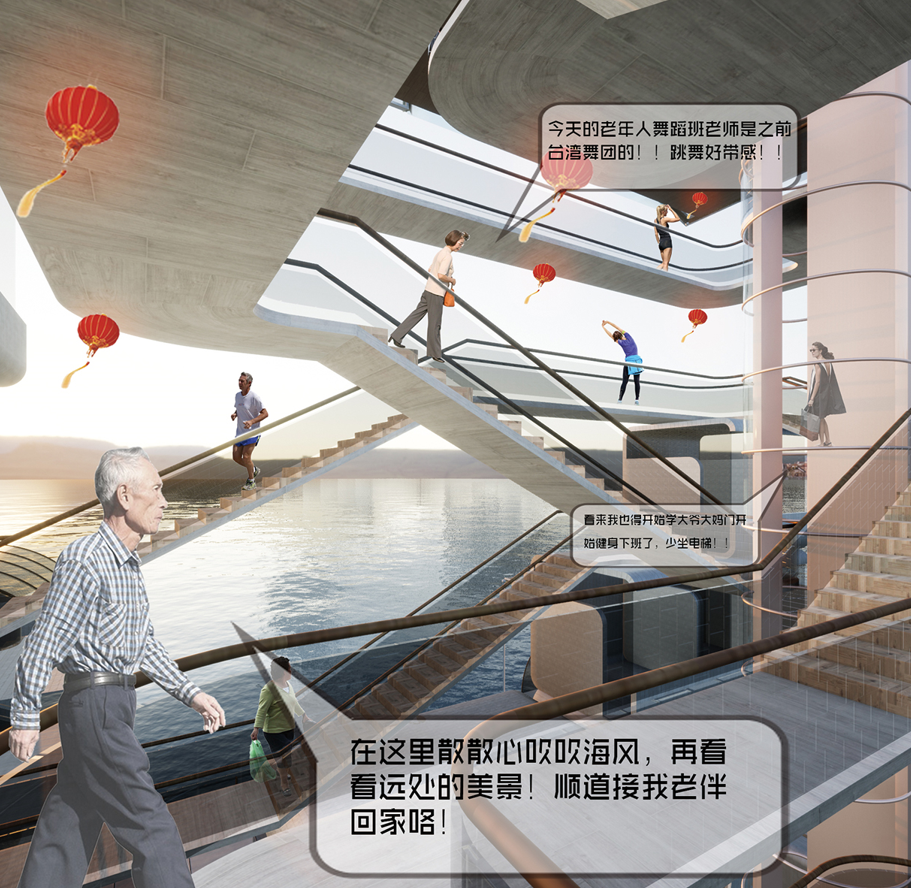 今天的老年人舞蹈班老师是之前
台湾舞团的！！跳舞好带感！！
看来我也得开始学大爷大妈门开
始健身下班了，少坐电梯！！
在这里散散心吹吹海风，再看
看远处的美景！顺道接我老伴
回家咯！